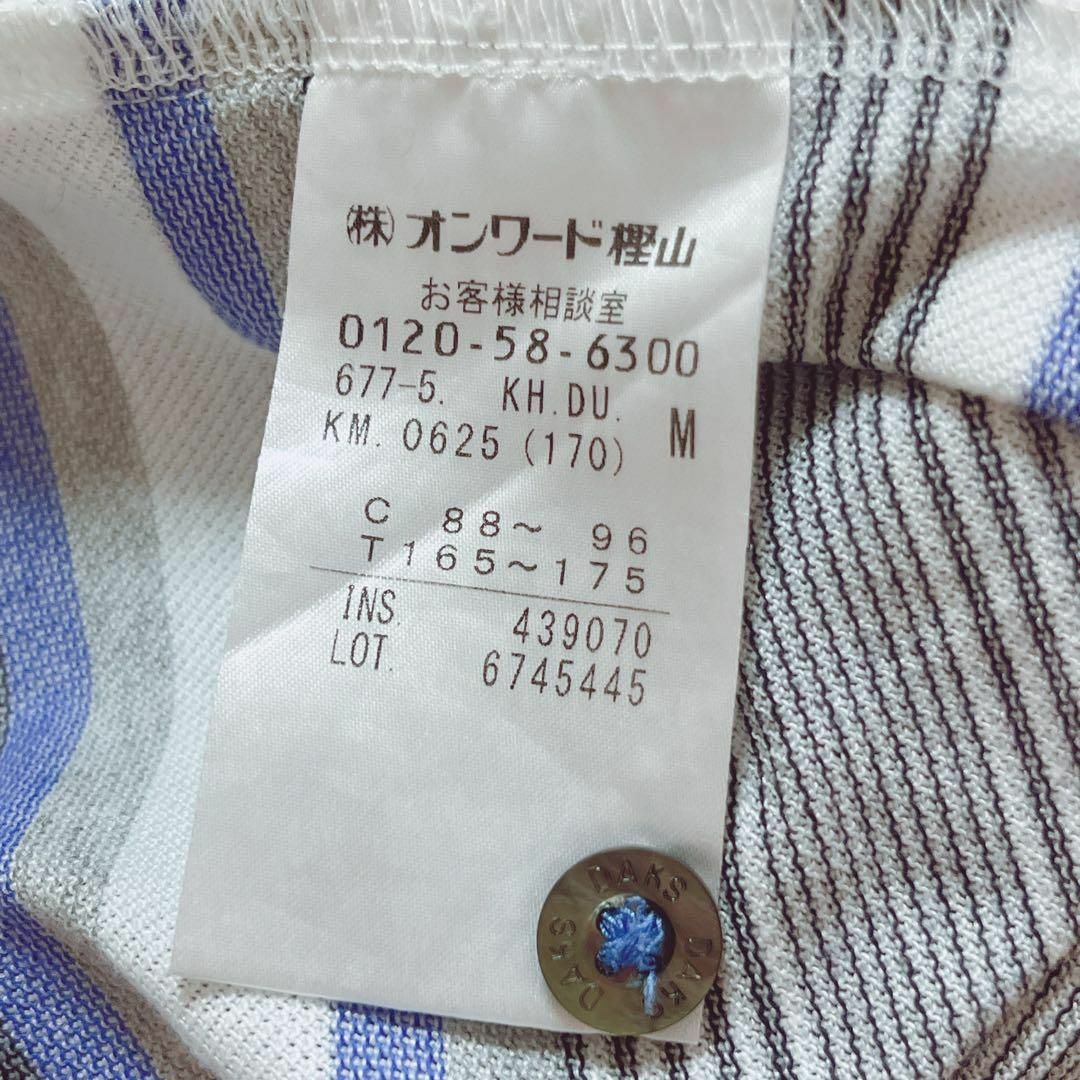 (株)オンワード樫山
お客様相談室
0120-58-6300
677-5. KH.DU. M
KM. 0625 (170)
C 88～ 96
T165～175
INS. 439070
LOT. 6745445
DAKS DAKS DAKS